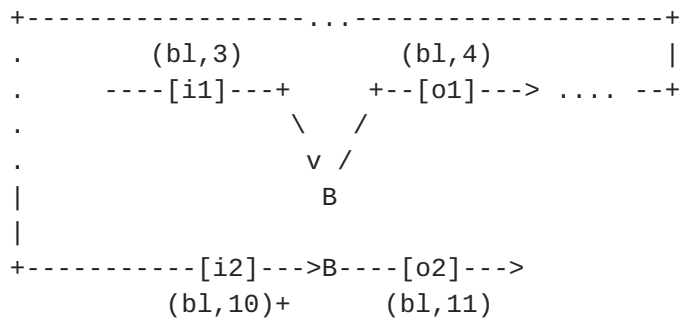 +------------------...-------------------+
.        (bl,3)          (bl,4)          |
.     ----[i1]---+     +--[o1]---> .... --+
.                 \   /
.                  v /
|                   B
|
+-----------[i2]--->B----[o2]--->
          (bl,10)+      (bl,11)